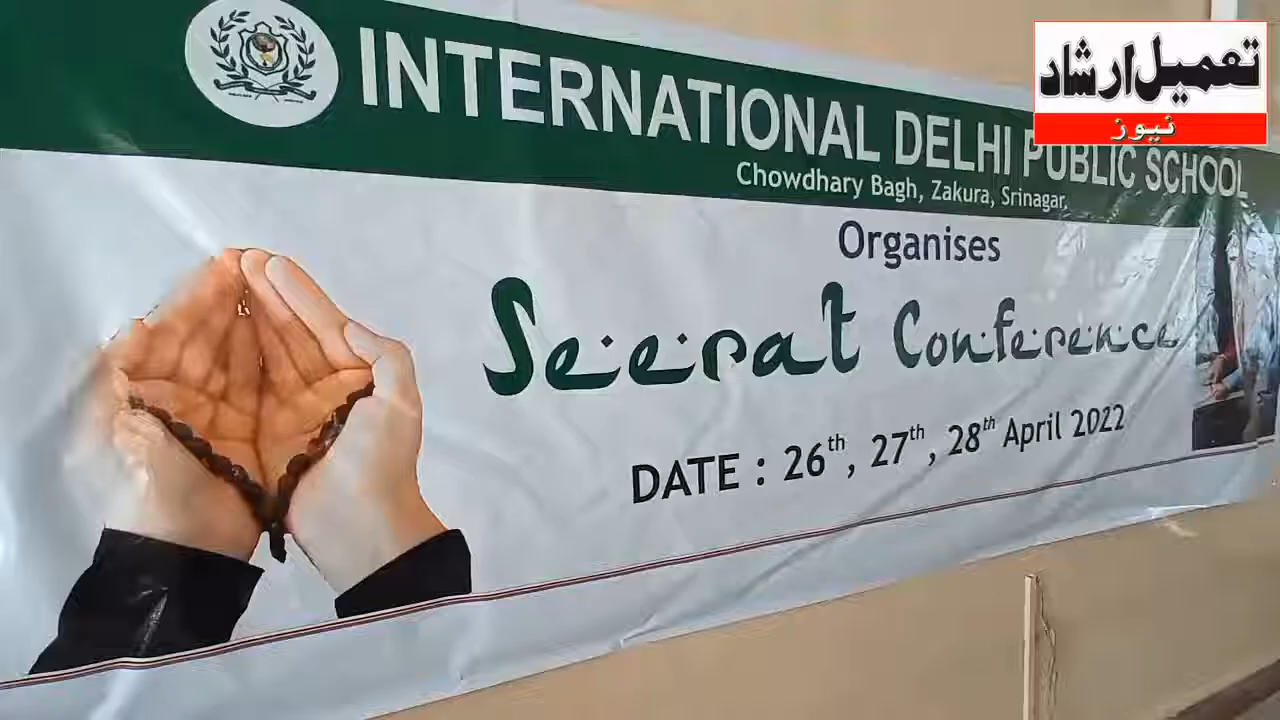 INTERNATIONAL DELHI PUBLIC SCHOOL
Chowdhary Bagh, Zakura, Srinagar,
Organises
Seerat Conference
DATE : 26th, 27th, 28th April 2022
تعمیل ارشاد
نیوز